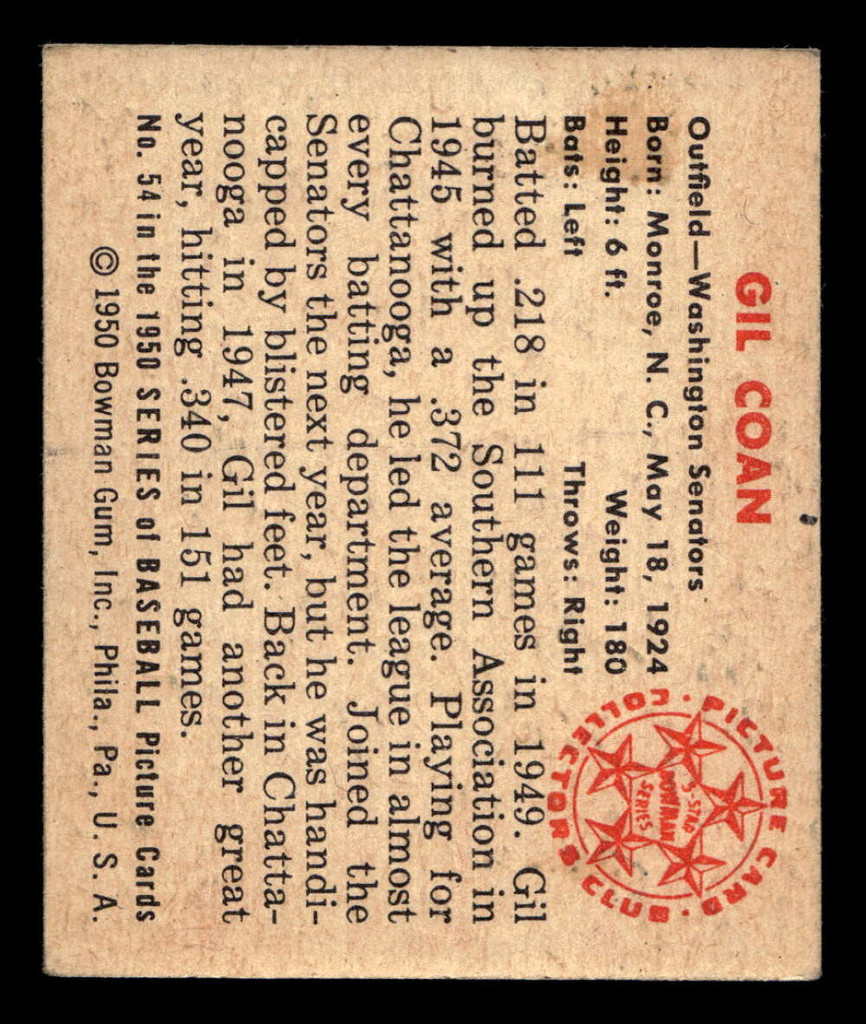 GIL COAN
Outfield—Washington Senators
Born: Monroe, N. C., May 18, 1924
Height: 6 ft. Weight: 180
Bats: Left Throws: Right
PICTURE CARD · COLLECTORS CLUB ·
5-STAR
BOWMAN
SERIES
Batted .218 in 111 games in 1949. Gil
burned up the Southern Association in
1945 with a .372 average. Playing for
Chattanooga, he led the league in almost
every batting department. Joined the
Senators the next year, but he was handi-
capped by blistered feet. Back in Chatta-
nooga in 1947, Gil had another great
year, hitting .340 in 151 games.
No. 54 in the 1950 SERIES of BASEBALL Picture Cards
© 1950 Bowman Gum, Inc., Phila., Pa., U. S. A.